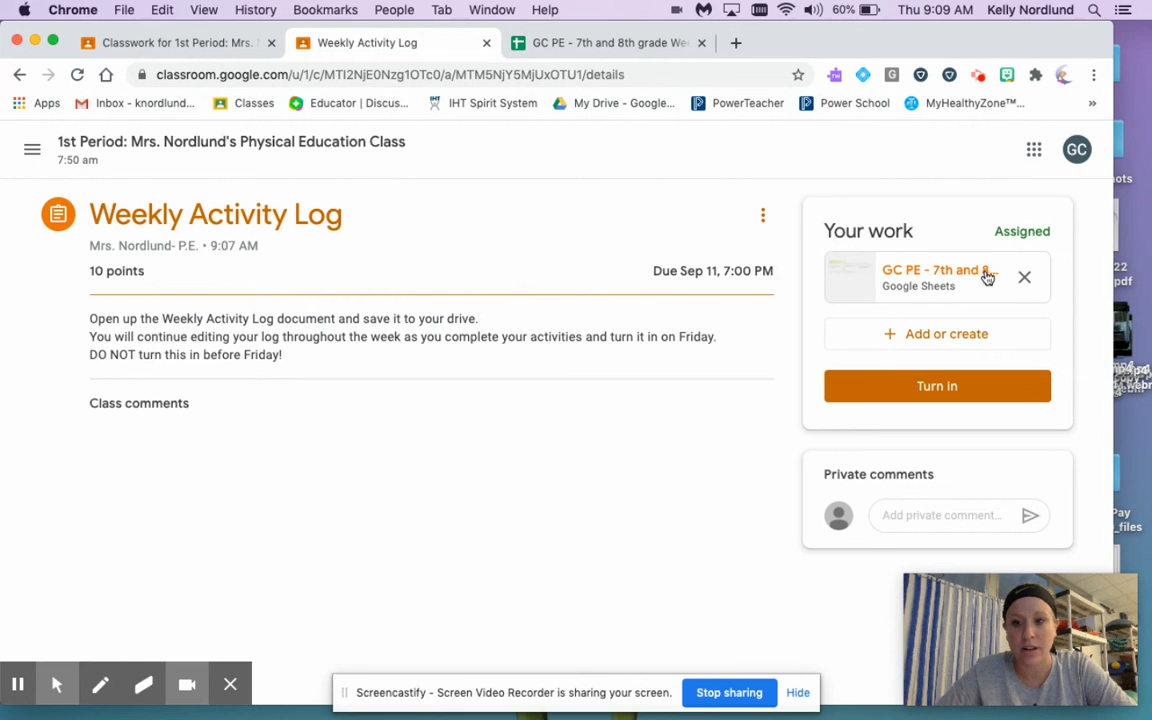 Chrome File Edit View History Bookmarks People Tab Window Help 60% Thu 9:09 AM Kelly Nordlund
Classwork for 1st Period: Mrs. Weekly Activity Log GC PE - 7th and 8th grade We
classroom.google.com/u/1/c/MTI2NjE0Nzg1OTc0/a/MTM5NjY5MjUxOTU1/details
Apps Inbox - knordlund... Classes Educator | Discus... IHT Spirit System My Drive - Google... PowerTeacher Power School MyHealthyZone™... »
1st Period: Mrs. Nordlund's Physical Education Class
7:50 am
GC
Weekly Activity Log
Mrs. Nordlund- P.E. • 9:07 AM
10 points Due Sep 11, 7:00 PM
Open up the Weekly Activity Log document and save it to your drive.
You will continue editing your log throughout the week as you complete your activities and turn it in on Friday.
DO NOT turn this in before Friday!
Class comments
Your work Assigned
GC PE - 7th and 8...
Google Sheets
+ Add or create
Turn in
Private comments
Add private comment...
Screencastify - Screen Video Recorder is sharing your screen. Stop sharing Hide